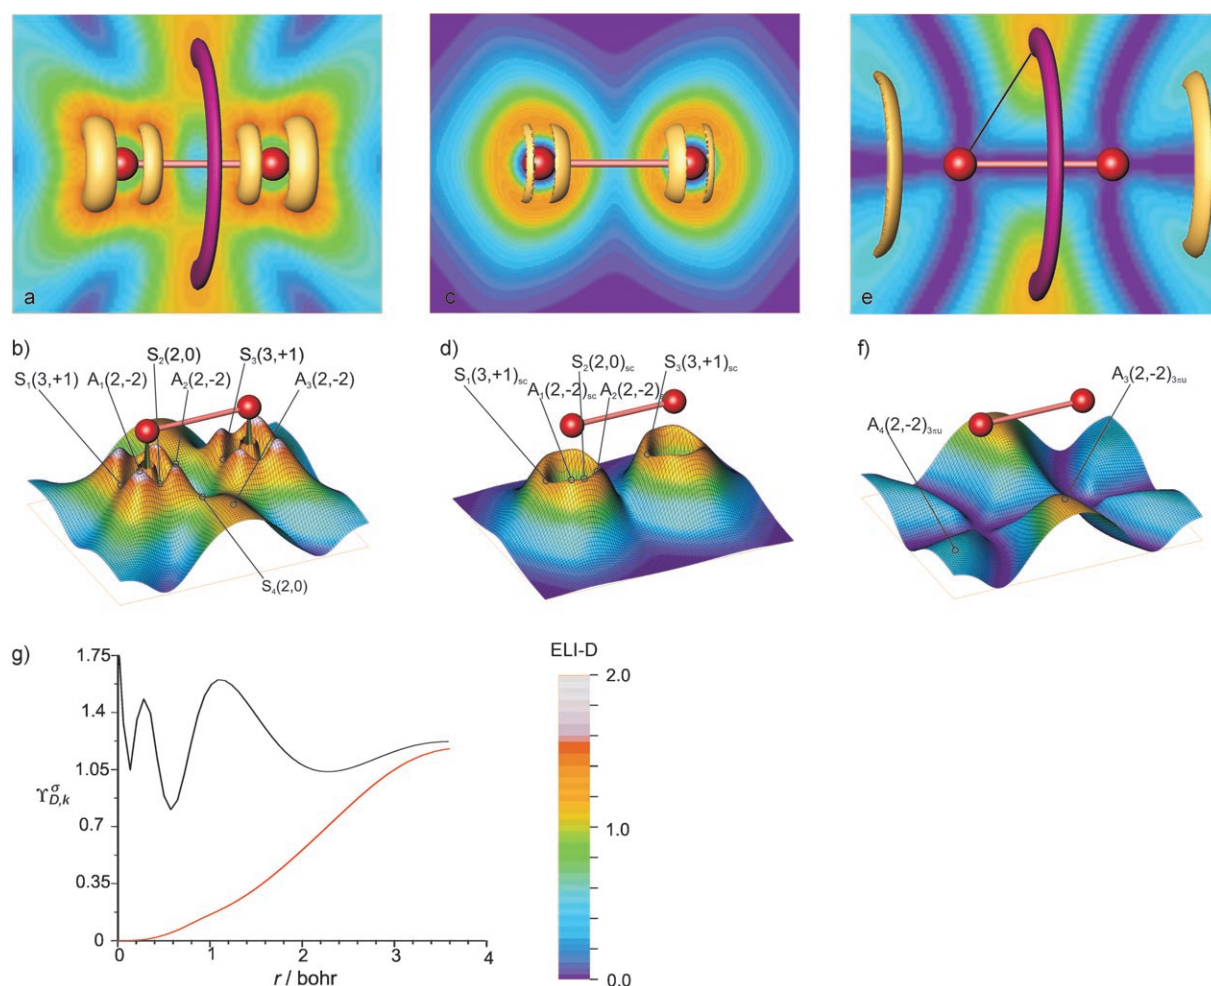 a
c
e
b)
S₂(2,0)
S₁(3,+1)
A₁(2,-2)
A₂(2,-2)
S₃(3,+1)
A₃(2,-2)
S₄(2,0)
d)
S₂(2,0)sc
S₁(3,+1)sc
A₁(2,-2)sc
A₂(2,-2)s
S₃(3,+1)sc
f)
A₃(2,-2)3πu
A₄(2,-2)3πu
g)
1.75
1.4
1.05
0.7
0.35
0
ϒσD,k
0 1 2 3 4
r / bohr
ELI-D
2.0
1.0
0.0